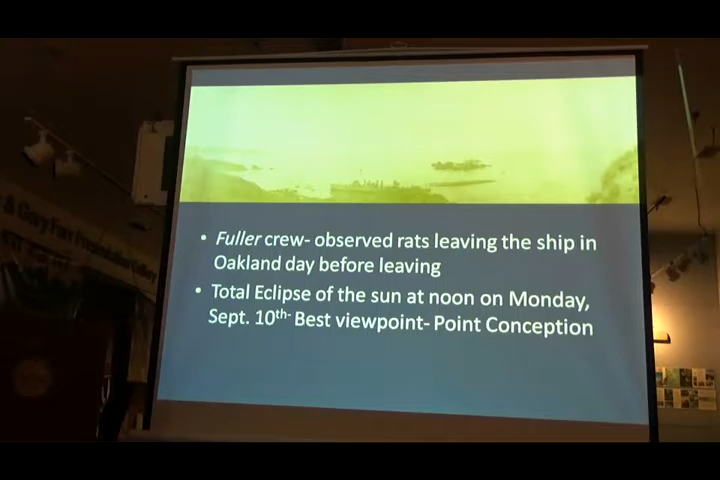 • Fuller crew- observed rats leaving the ship in
Oakland day before leaving
• Total Eclipse of the sun at noon on Monday,
Sept. 10th- Best viewpoint- Point Conception